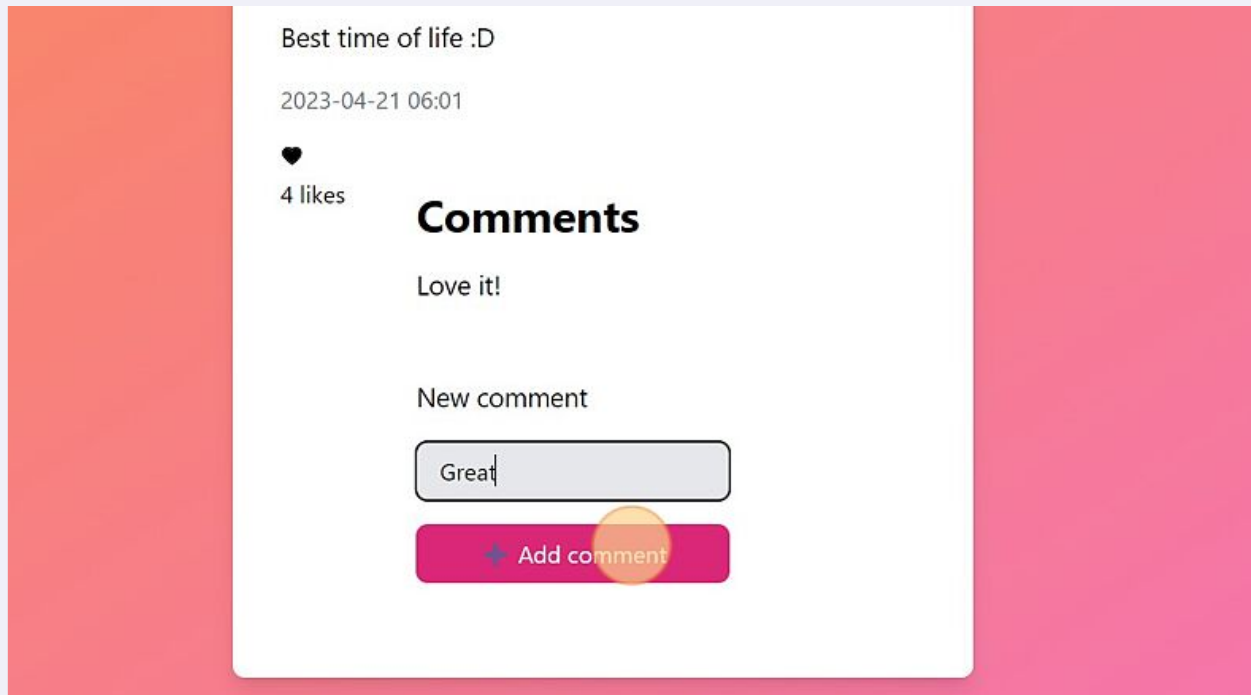 Best time of life :D
2023-04-21 06:01
4 likes
Comments
Love it!
New comment
Great
Add comment